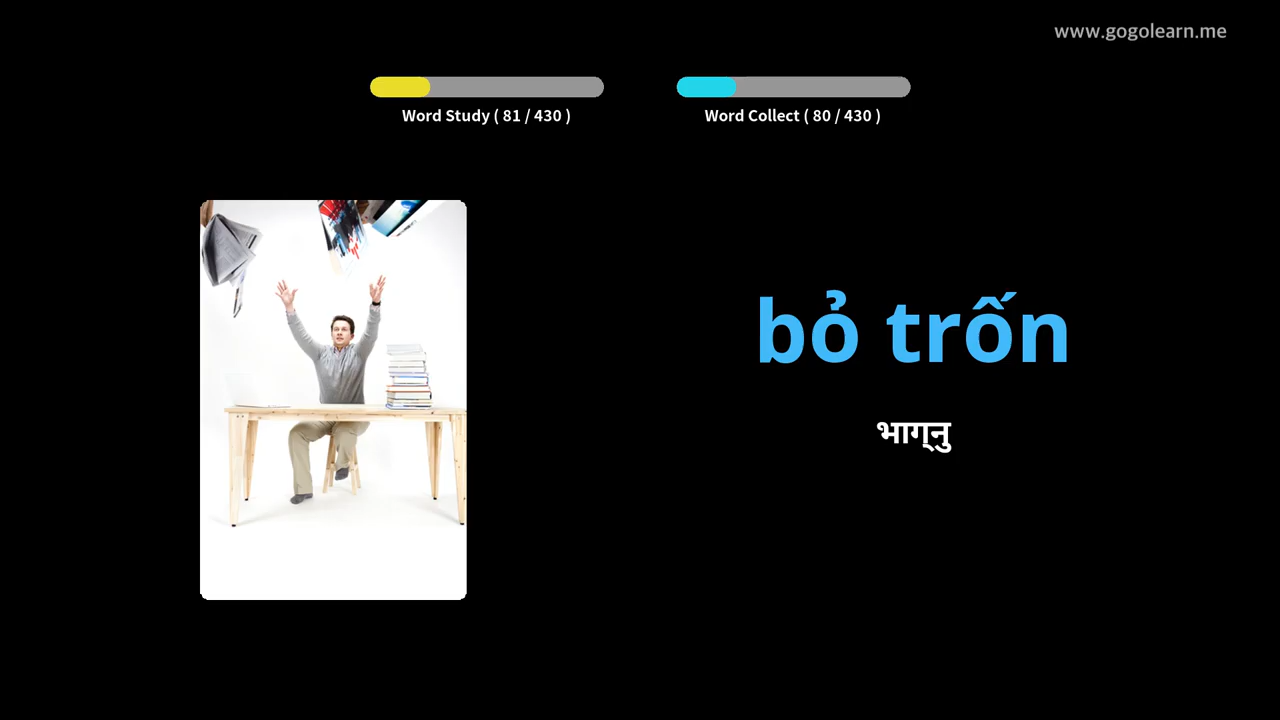 www.gogolearn.me
Word Study ( 81 / 430 )
Word Collect ( 80 / 430 )
bỏ trốn
भाग्नु